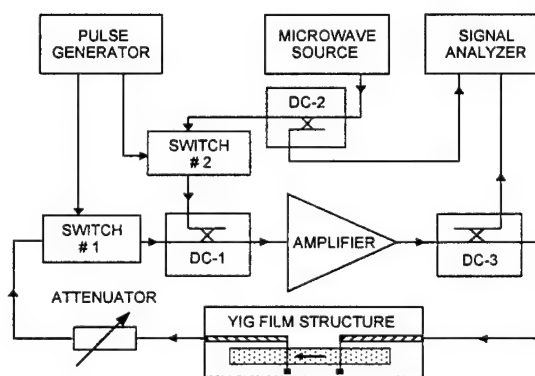 PULSE
GENERATOR
MICROWAVE
SOURCE
SIGNAL
ANALYZER
DC-2
SWITCH
# 2
SWITCH
# 1
DC-1
AMPLIFIER
DC-3
ATTENUATOR
YIG FILM STRUCTURE